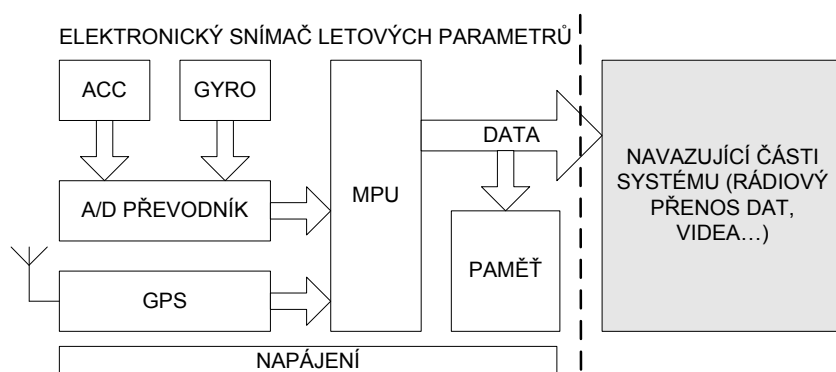 ELEKTRONICKÝ SNÍMAČ LETOVÝCH PARAMETRŮ
ACC
GYRO
A/D PŘEVODNÍK
GPS
MPU
DATA
PAMĚŤ
NAPÁJENÍ
NAVAZUJÍCÍ ČÁSTI
SYSTÉMU (RÁDIOVÝ
PŘENOS DAT,
VIDEA…)